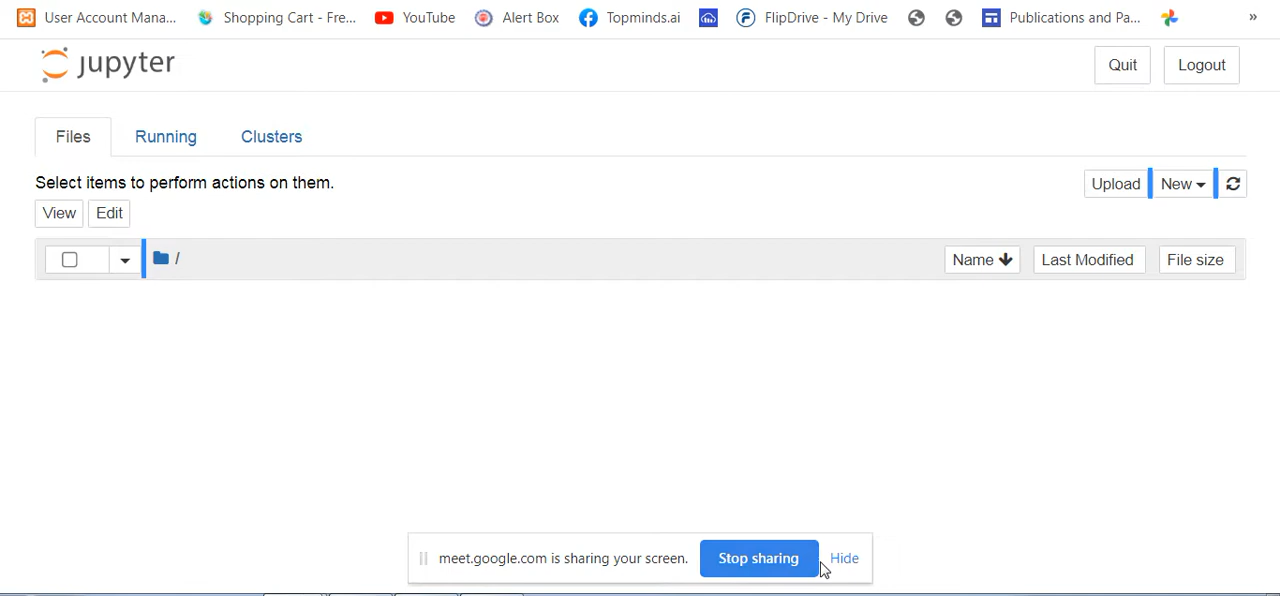 User Account Mana... Shopping Cart - Free... YouTube Alert Box Topminds.ai FlipDrive - My Drive Publications and Pa... »
jupyter Quit Logout
Files Running Clusters
Select items to perform actions on them. Upload New
View Edit
/ Name Last Modified File size
meet.google.com is sharing your screen. Stop sharing Hide